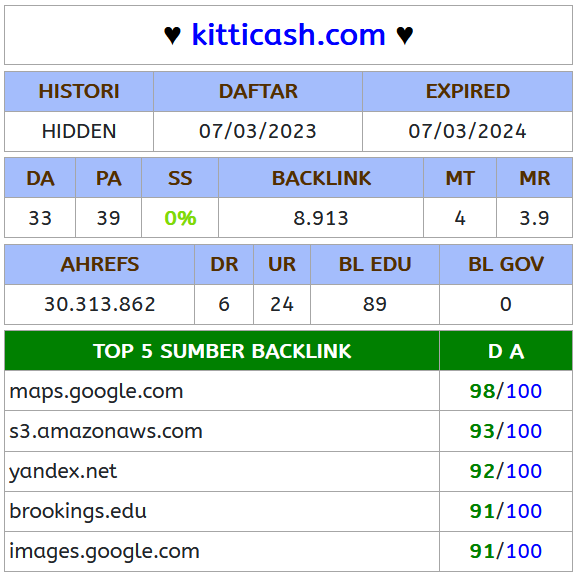 ♥ kitticash.com ♥
HISTORI DAFTAR EXPIRED
HIDDEN 07/03/2023 07/03/2024
DA PA SS BACKLINK MT MR
33 39 0% 8.913 4 3.9
AHREFS DR UR BL EDU BL GOV
30.313.862 6 24 89 0
TOP 5 SUMBER BACKLINK D A
maps.google.com 98/100
s3.amazonaws.com 93/100
yandex.net 92/100
brookings.edu 91/100
images.google.com 91/100